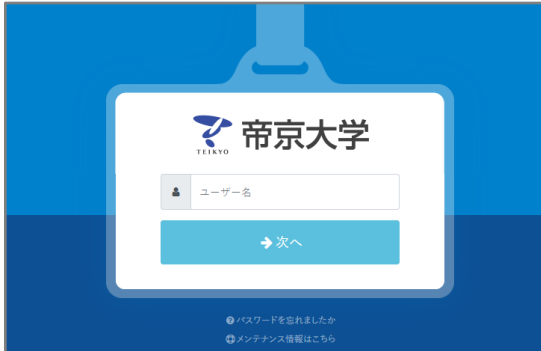 帝京大学
TEIKYO
ユーザー名
次へ
パスワードを忘れましたか
メンテナンス情報はこちら